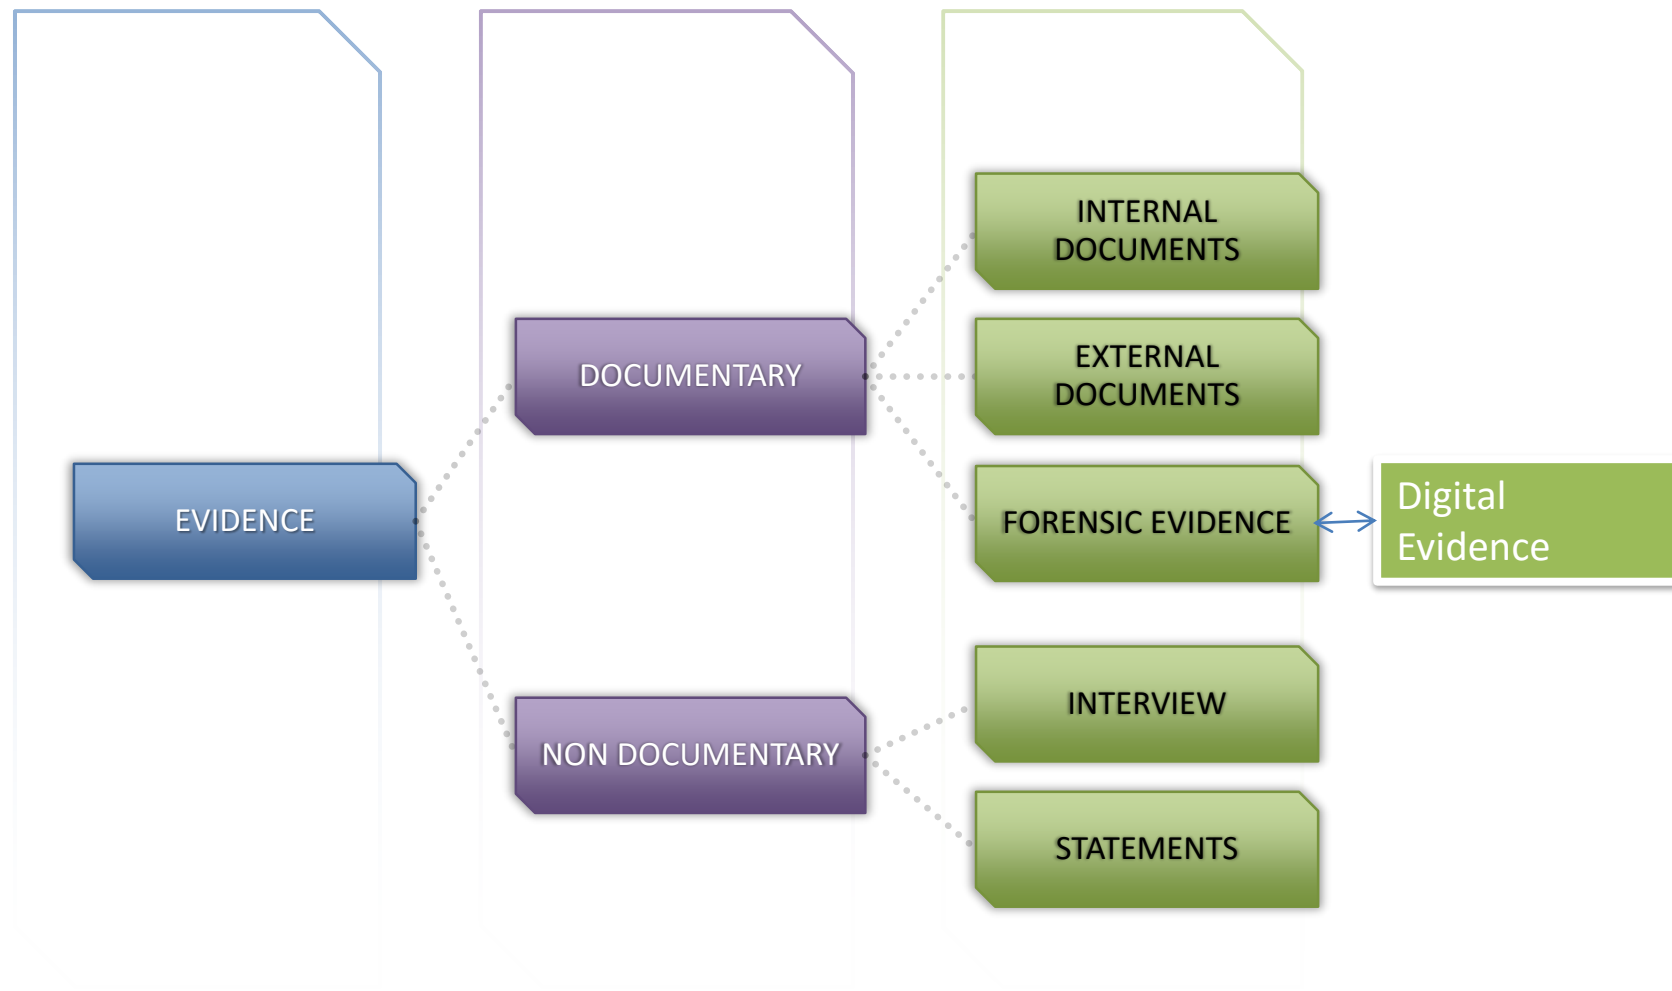 EVIDENCE
DOCUMENTARY
NON DOCUMENTARY
INTERNAL
DOCUMENTS
EXTERNAL
DOCUMENTS
FORENSIC EVIDENCE
Digital
Evidence
INTERVIEW
STATEMENTS